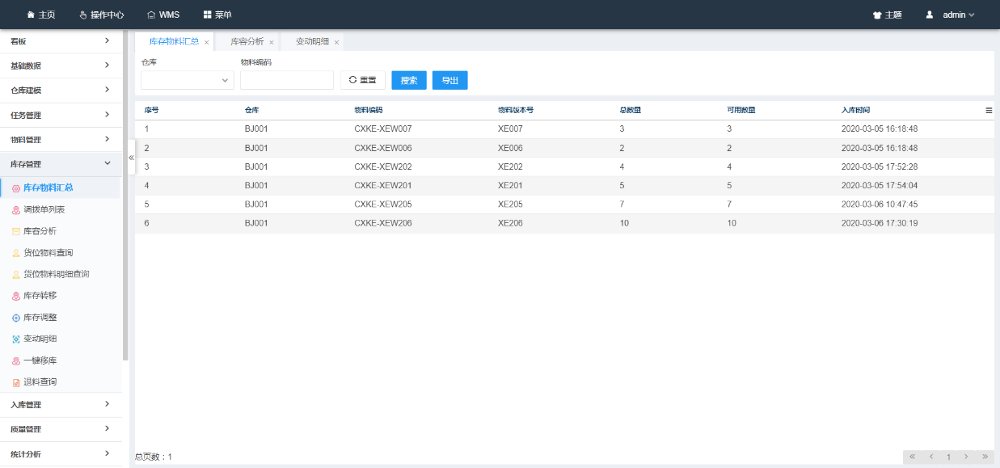 主页 操作中心 WMS 菜单 主题 admin
看板
基础数据
仓库建模
任务管理
物料管理
库存管理
库存物料汇总
调拨单列表
库容分析
货位物料查询
货位物料明细查询
库存转移
库存调整
变动明细
一键移库
退料查询
入库管理
质量管理
统计分析
库存物料汇总 × 库容分析 × 变动明细 ×
仓库 物料编码
重置 搜索 导出
序号 仓库 物料编码 物料版本号 总数量 可用数量 入库时间
1 BJ001 CXKE-XEW007 XE007 3 3 2020-03-05 16:18:48
2 BJ001 CXKE-XEW006 XE006 2 2 2020-03-05 16:18:48
3 BJ001 CXKE-XEW202 XE202 4 4 2020-03-05 17:52:28
4 BJ001 CXKE-XEW201 XE201 5 5 2020-03-05 17:54:04
5 BJ001 CXKE-XEW205 XE205 7 7 2020-03-06 10:47:45
6 BJ001 CXKE-XEW206 XE206 10 10 2020-03-06 17:30:19
总页数：1 « < 1 > »